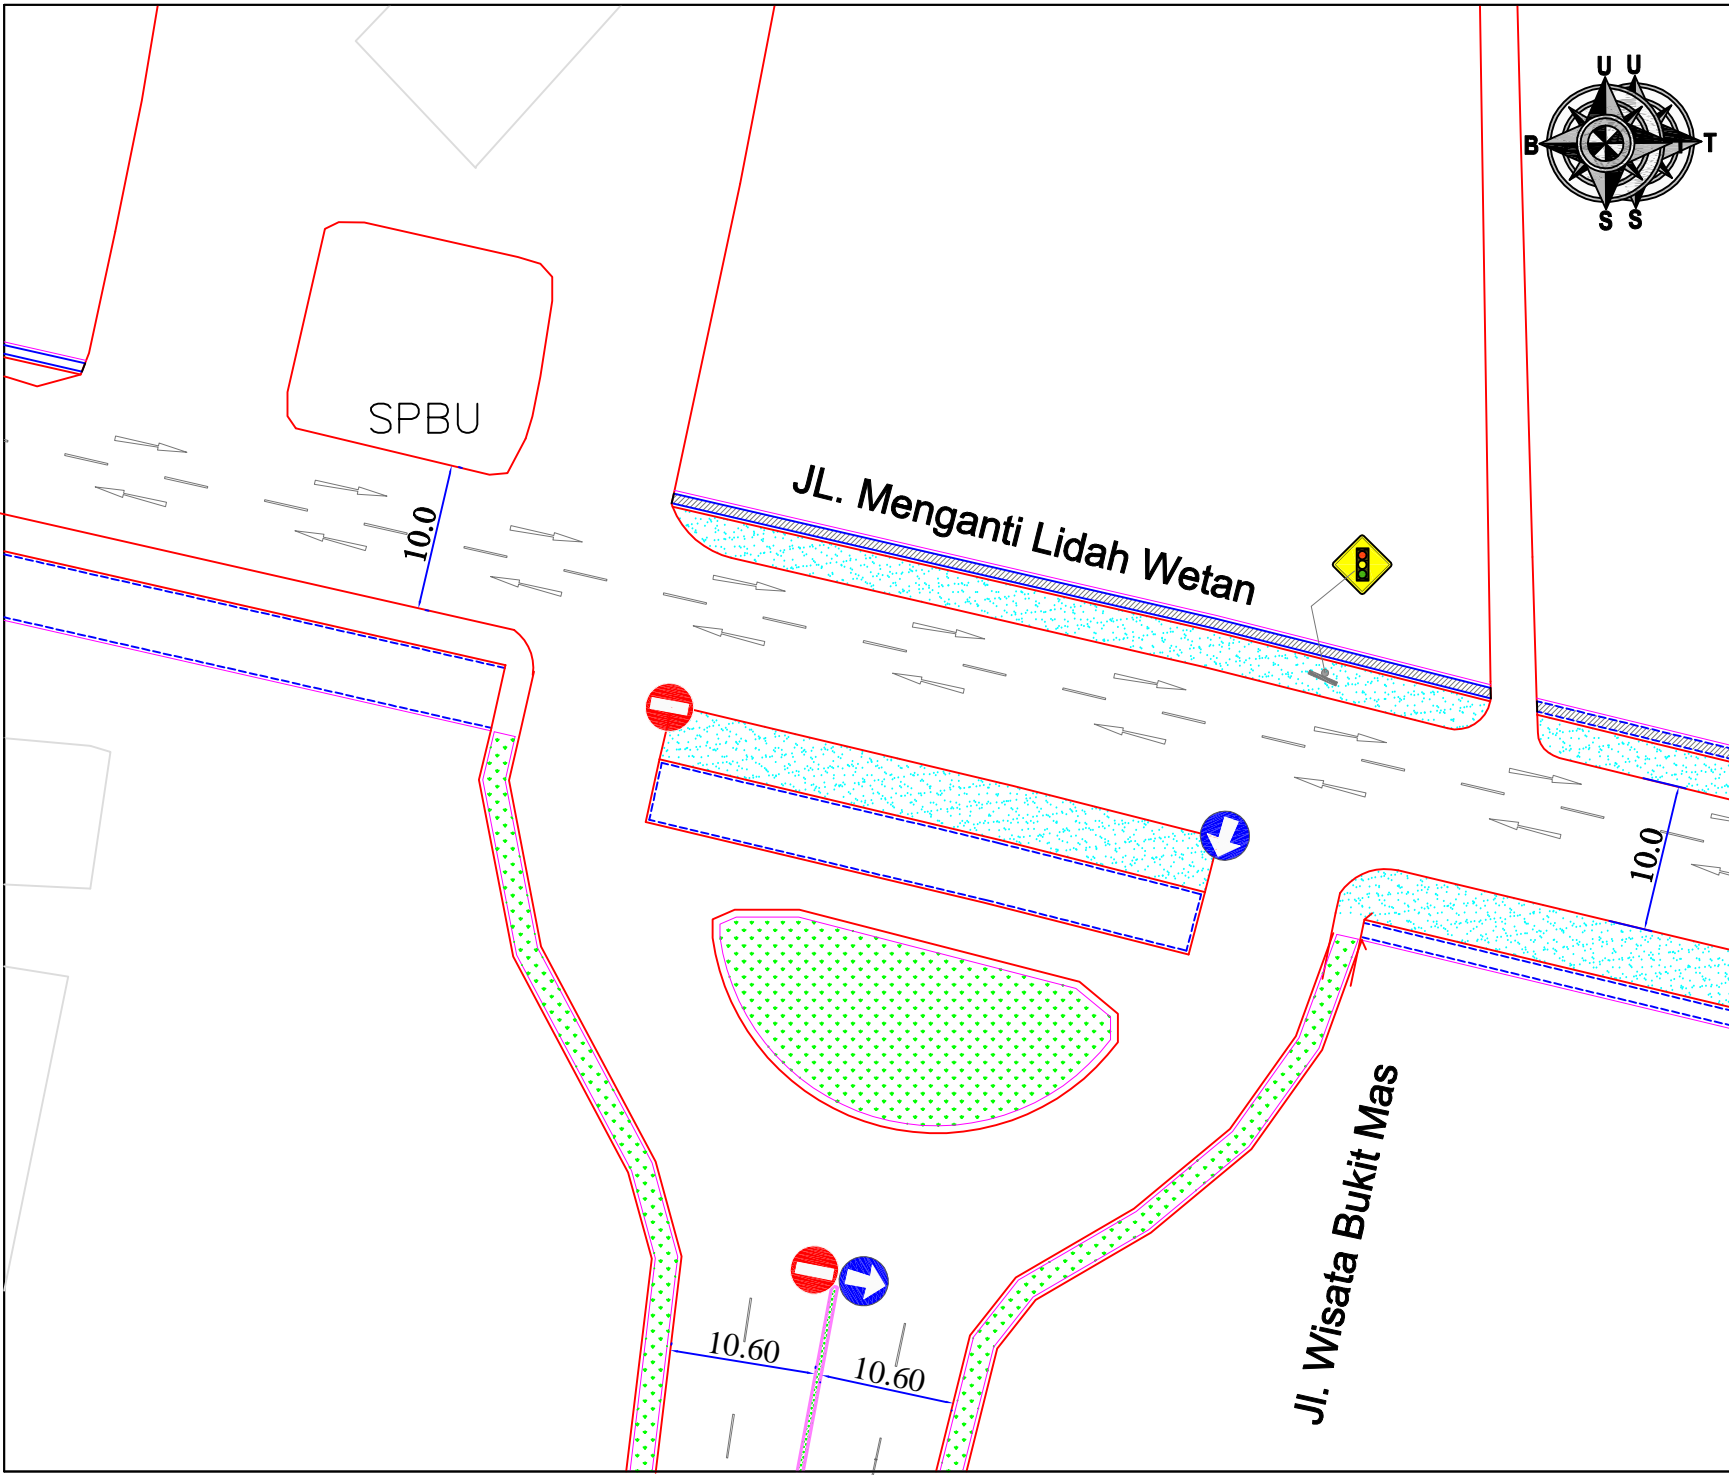 U U
B T T
S S
SPBU
JL. Menganti Lidah Wetan
10.0
10.0
Jl. Wisata Bukit Mas
10.60
10.60